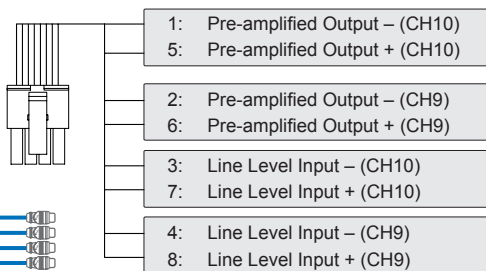 1: Pre-amplified Output – (CH10)
5: Pre-amplified Output + (CH10)
2: Pre-amplified Output – (CH9)
6: Pre-amplified Output + (CH9)
3: Line Level Input – (CH10)
7: Line Level Input + (CH10)
4: Line Level Input – (CH9)
8: Line Level Input + (CH9)